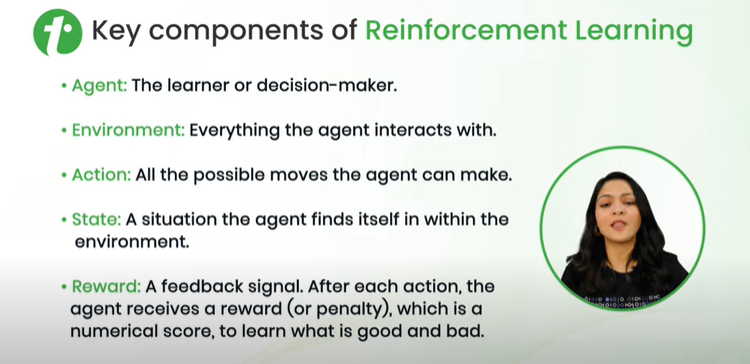 Key components of Reinforcement Learning
• Agent: The learner or decision-maker.
• Environment: Everything the agent interacts with.
• Action: All the possible moves the agent can make.
• State: A situation the agent finds itself in within the
environment.
• Reward: A feedback signal. After each action, the
agent receives a reward (or penalty), which is a
numerical score, to learn what is good and bad.